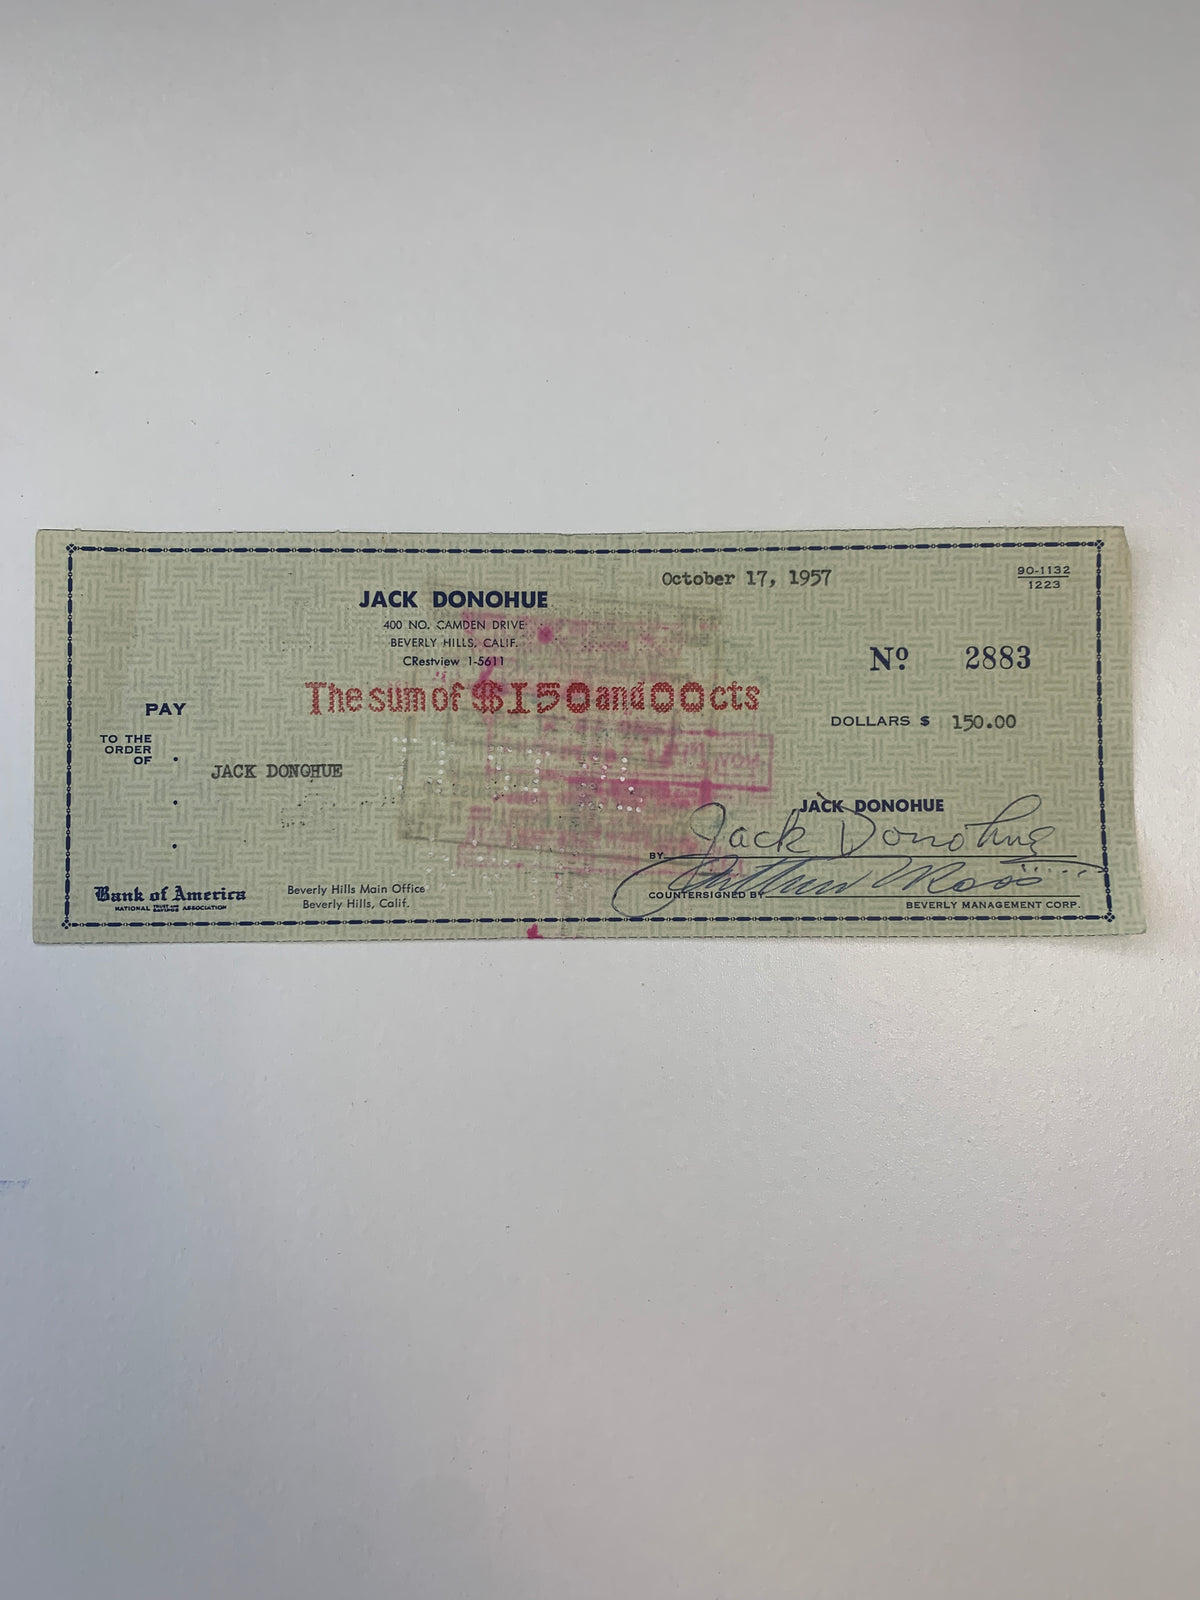 October 17, 1957
90-1132
1223
JACK DONOHUE
400 NO. CAMDEN DRIVE
BEVERLY HILLS, CALIF.
CRestview 1-5611
Nº 2883
The sum of $150 and 00 cts
PAY
DOLLARS $ 150.00
TO THE
ORDER
OF
JACK DONOHUE
JACK DONOHUE
BY Jack Donohue
COUNTERSIGNED BY
BEVERLY MANAGEMENT CORP.
Bank of America
NATIONAL TRUST AND SAVINGS ASSOCIATION
Beverly Hills Main Office
Beverly Hills, Calif.